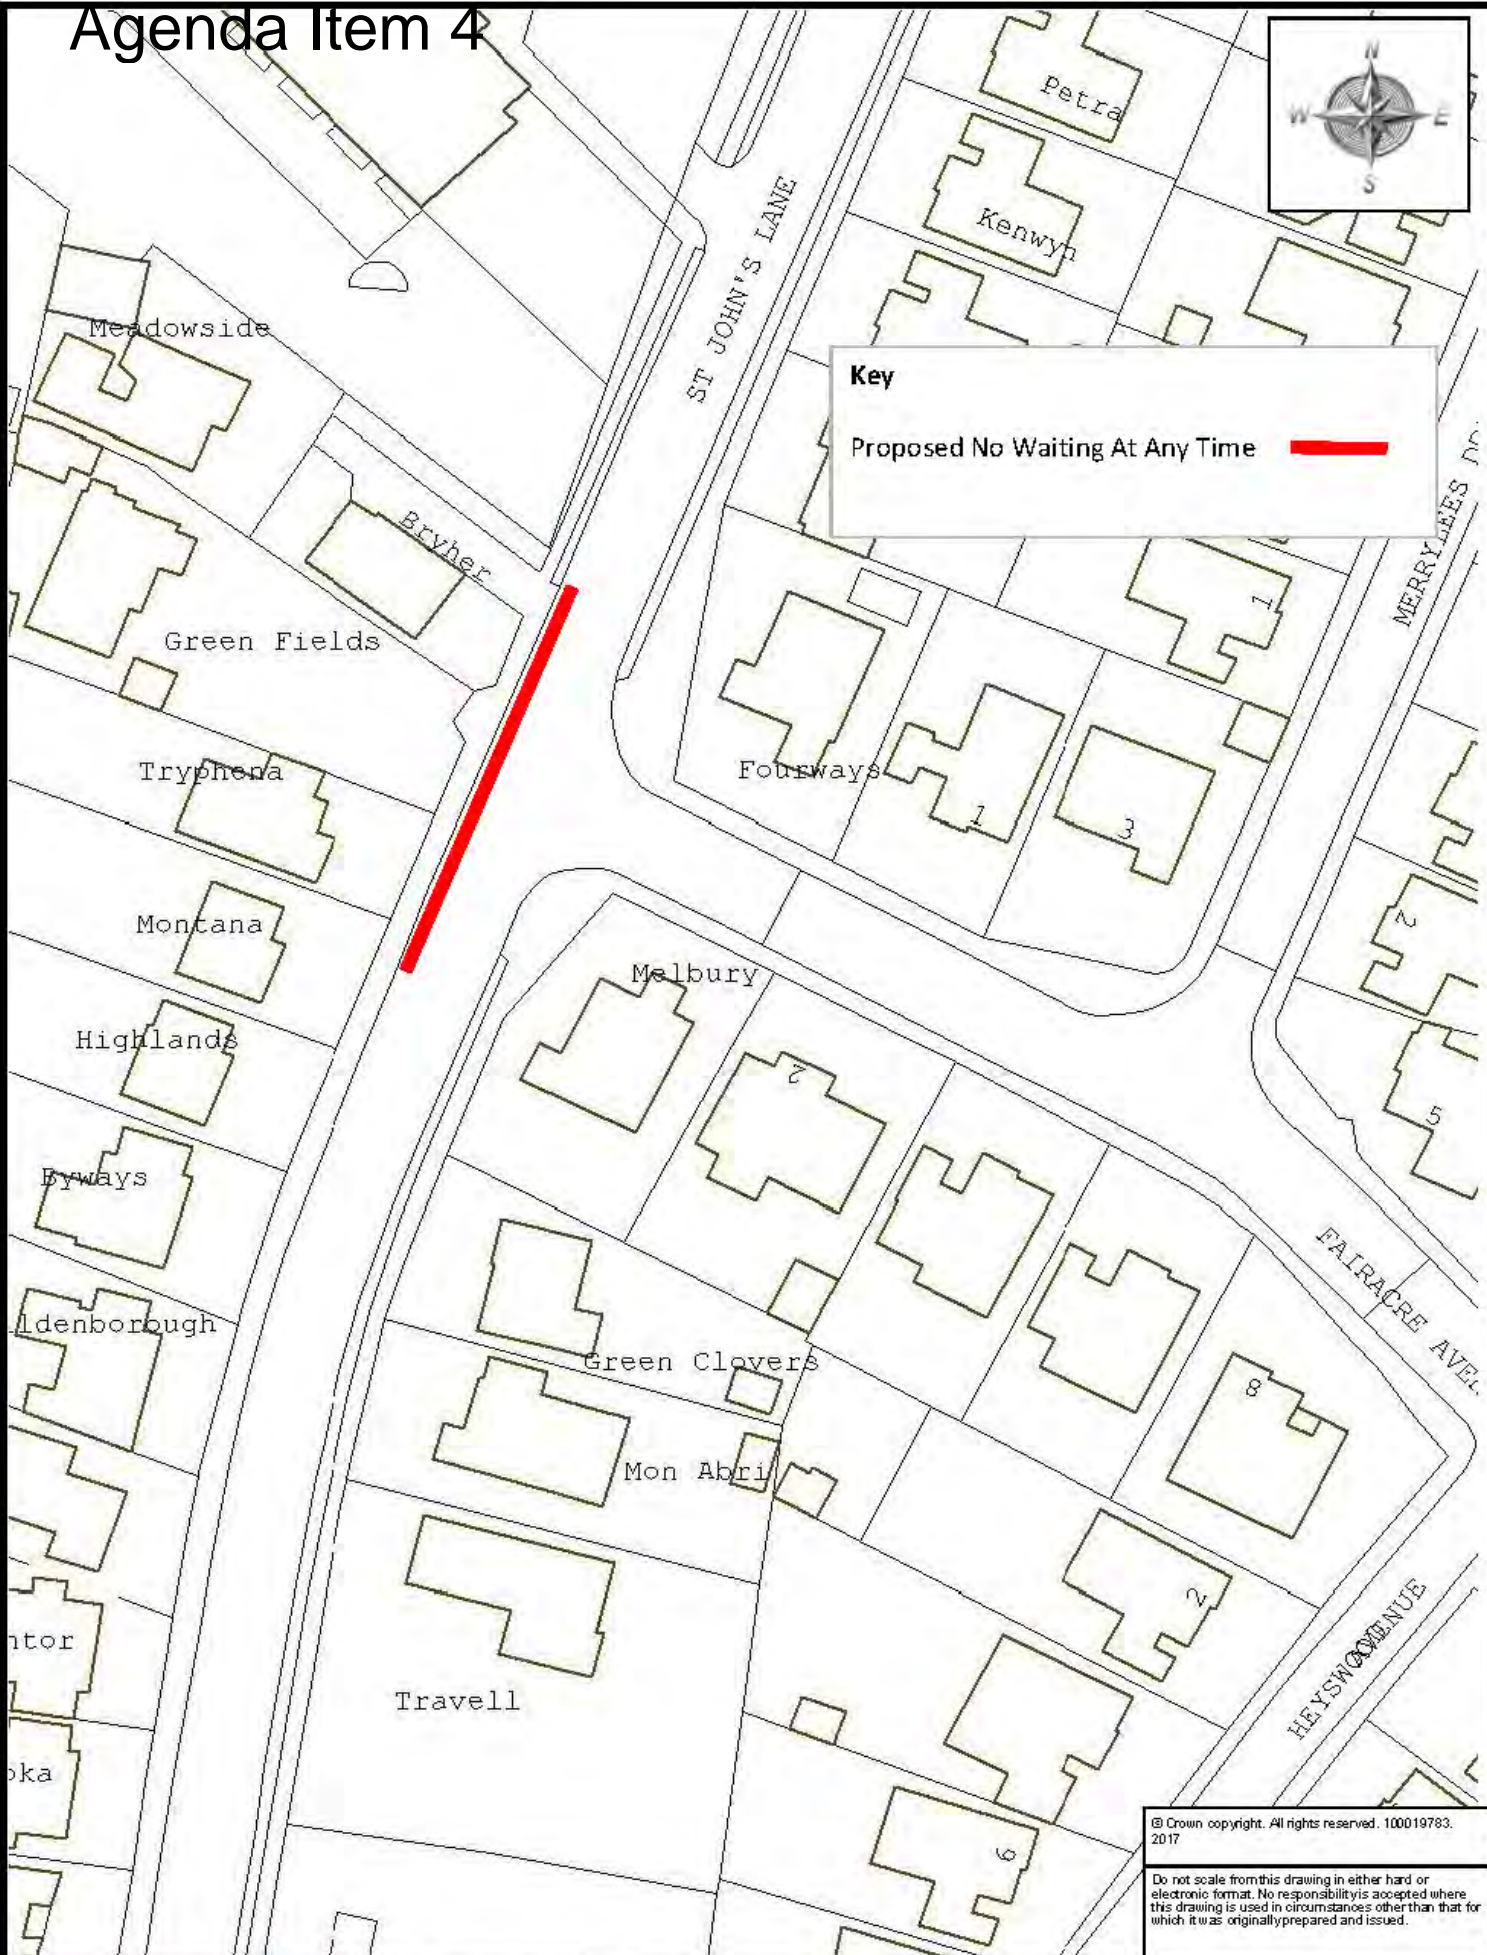 Agenda Item 4
N
W
E
S
Petra
Kenwyn
ST JOHN'S LANE
Meadowside
Key
Proposed No Waiting At Any Time
Bryher
1
Green Fields
Tryphena
Fourways
1
3
2
Montana
Melbury
Highlands
2
5
Byways
ldenborough
FAIRACRE AVE
Green Clovers
8
Mon Abri
2
ntor
HEYSWOOD AVENUE
Travell
oka
9
© Crown copyright. All rights reserved. 100019783.
2017
Do not scale from this drawing in either hard or
electronic format. No responsibility is accepted where
this drawing is used in circumstances other than that for
which it was originally prepared and issued.